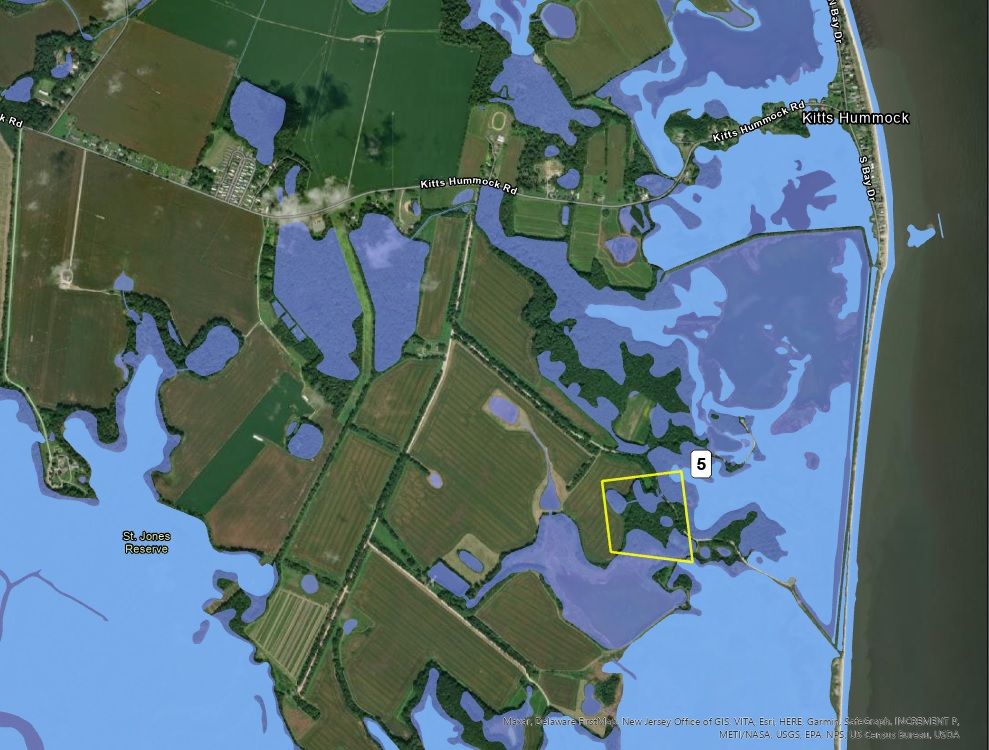 N Bay Dr
k Rd
Kitts Hummock Rd
Kitts Hummock
Kitts Hummock Rd
S Bay Dr
5
St. Jones
Reserve
Maxar, Delaware FirstMap, New Jersey Office of GIS, VITA, Esri, HERE, Garmin, SafeGraph, INCREMENT P,
METI/NASA, USGS, EPA, NPS, US Census Bureau, USDA